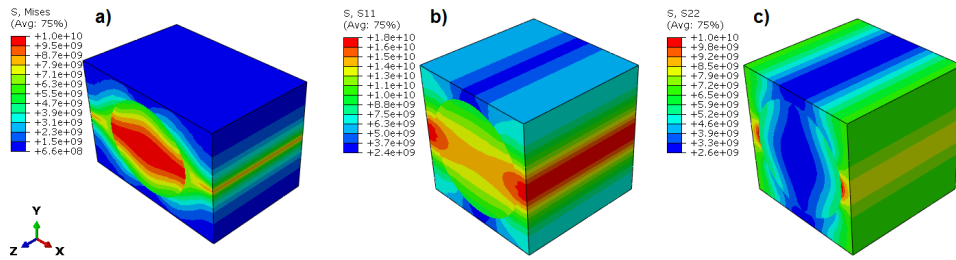 S, Mises
(Avg: 75%)
+1.0e+10
+9.5e+09
+8.7e+09
+7.9e+09
+7.1e+09
+6.3e+09
+5.5e+09
+4.7e+09
+3.9e+09
+3.1e+09
+2.3e+09
+1.5e+09
+6.6e+08
a)
S, S11
(Avg: 75%)
+1.8e+10
+1.6e+10
+1.5e+10
+1.4e+10
+1.3e+10
+1.1e+10
+1.0e+10
+8.8e+09
+7.5e+09
+6.3e+09
+5.0e+09
+3.7e+09
+2.4e+09
b)
S, S22
(Avg: 75%)
+1.0e+10
+9.8e+09
+9.2e+09
+8.5e+09
+7.9e+09
+7.2e+09
+6.5e+09
+5.9e+09
+5.2e+09
+4.6e+09
+3.9e+09
+3.3e+09
+2.6e+09
c)
Y
Z X